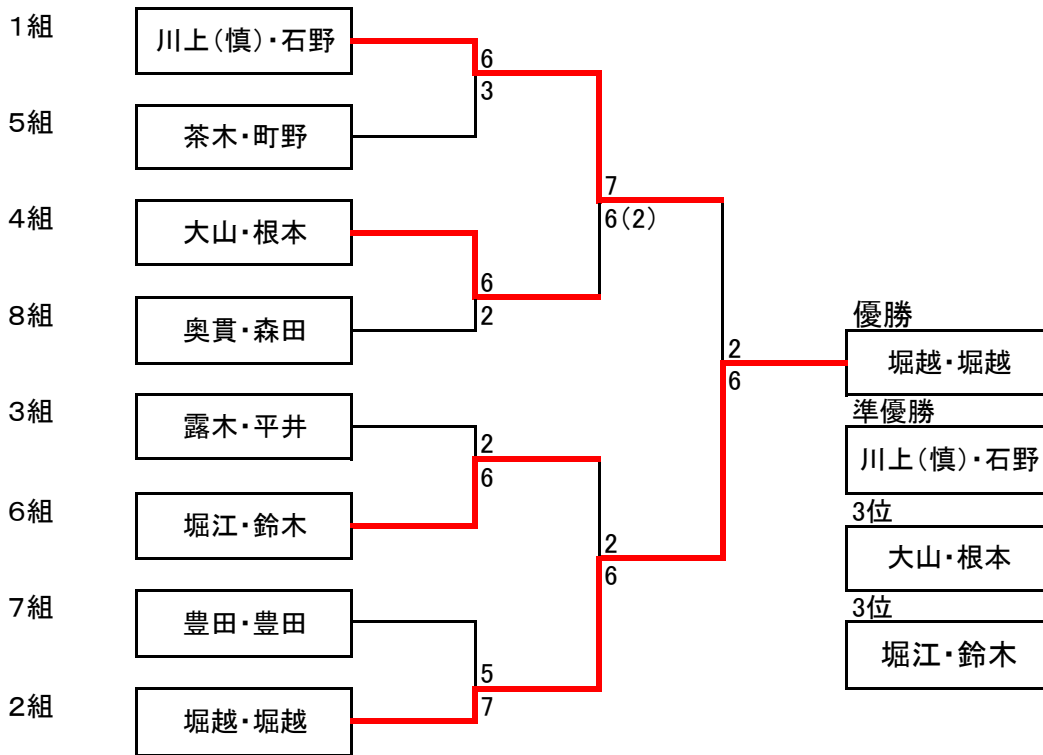 1組
川上(慎)・石野
6
3
5組
茶木・町野
7
6(2)
4組
大山・根本
6
2
8組
奥貫・森田
2
6
3組
露木・平井
2
6
6組
堀江・鈴木
2
6
7組
豊田・豊田
5
7
2組
堀越・堀越
優勝
堀越・堀越
準優勝
川上(慎)・石野
3位
大山・根本
3位
堀江・鈴木